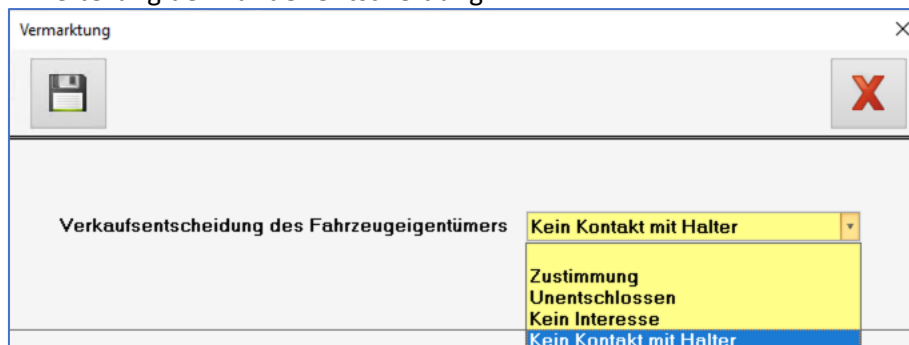 Vermarktung
Verkaufsentscheidung des Fahrzeugeigentümers
Kein Kontakt mit Halter
Zustimmung
Unentschlossen
Kein Interesse
Kein Kontakt mit Halter